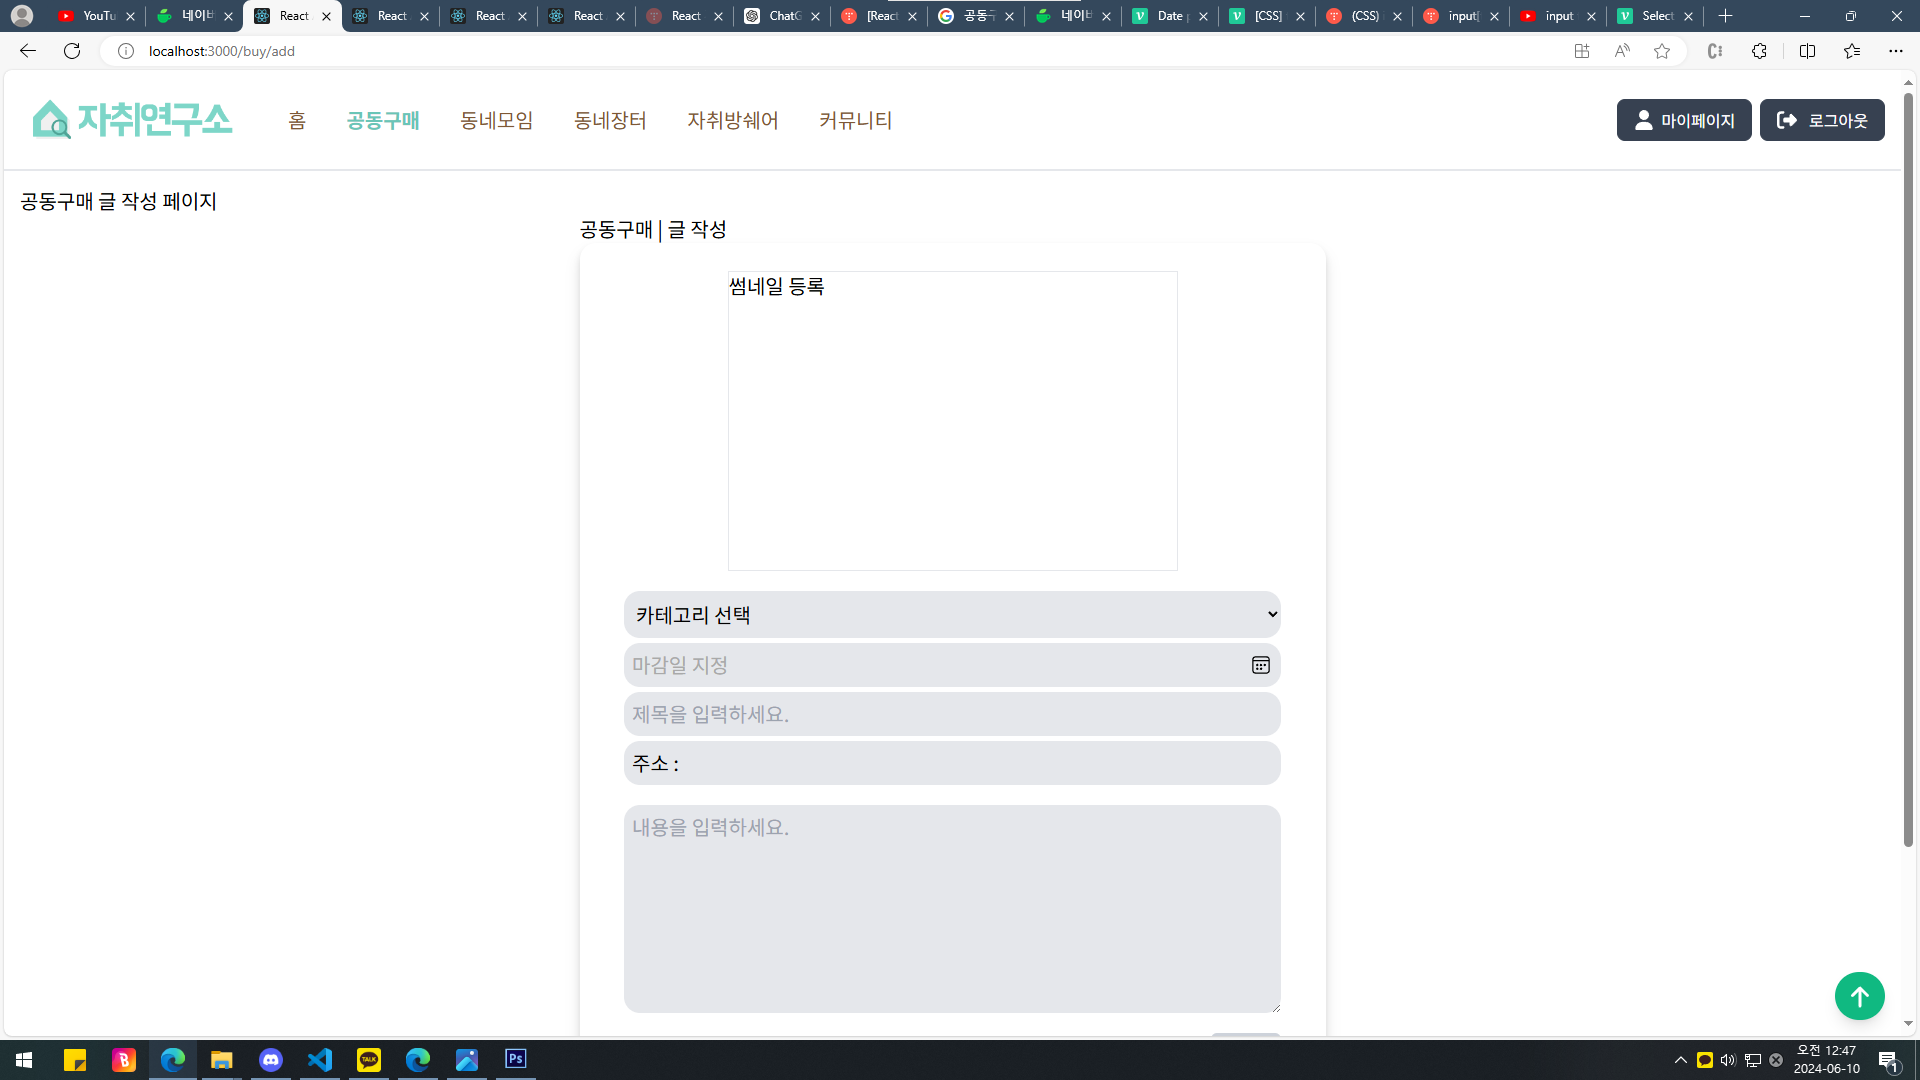 YouTu
네이버
React
React
React
React
React
ChatG
[React
공동구
네이버
Date
[CSS]
(CSS)
input[
input
Select
localhost:3000/buy/add
자취연구소
홈
공동구매
동네모임
동네장터
자취방쉐어
커뮤니티
마이페이지
로그아웃
공동구매 글 작성 페이지
공동구매 | 글 작성
썸네일 등록
카테고리 선택
마감일 지정
제목을 입력하세요.
주소 :
내용을 입력하세요.
TALK
Ps
오전 12:47
2024-06-10
1